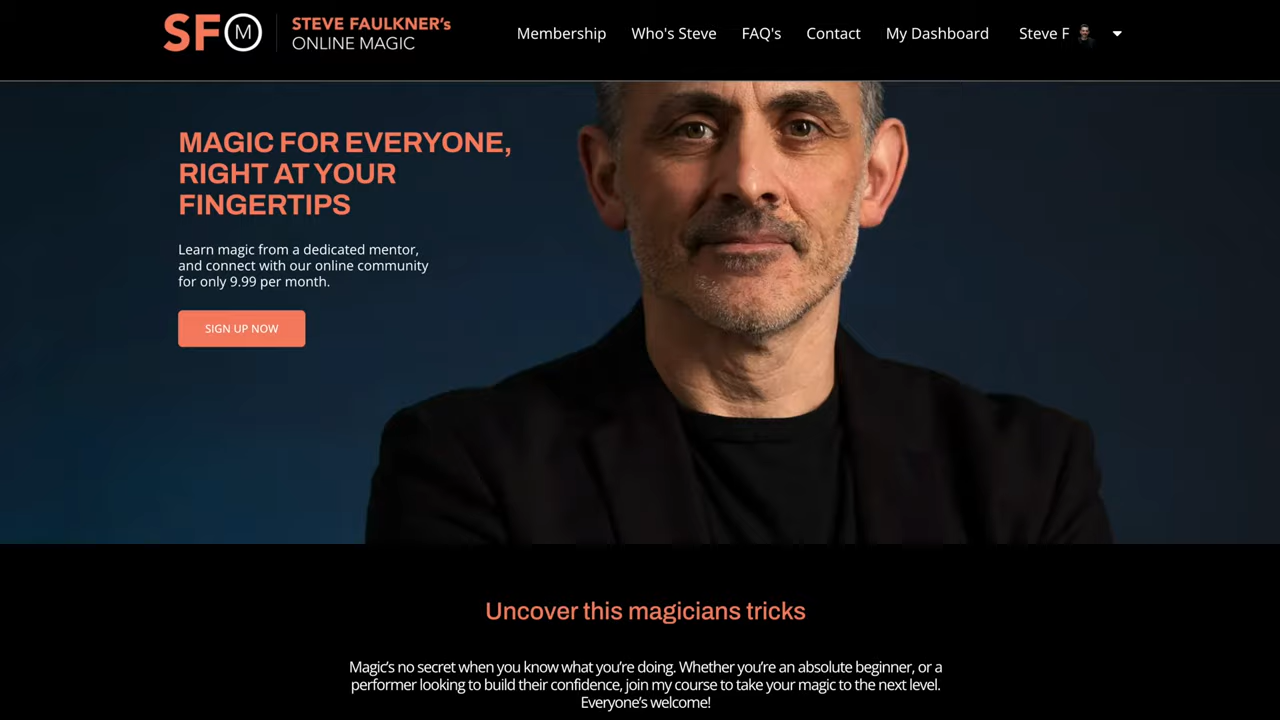 SFM
STEVE FAULKNER's
ONLINE MAGIC
Membership
Who's Steve
FAQ's
Contact
My Dashboard
Steve F
MAGIC FOR EVERYONE,
RIGHT AT YOUR
FINGERTIPS
Learn magic from a dedicated mentor,
and connect with our online community
for only 9.99 per month.
SIGN UP NOW
Uncover this magicians tricks
Magic's no secret when you know what you're doing. Whether you're an absolute beginner, or a
performer looking to build their confidence, join my course to take your magic to the next level.
Everyone's welcome!